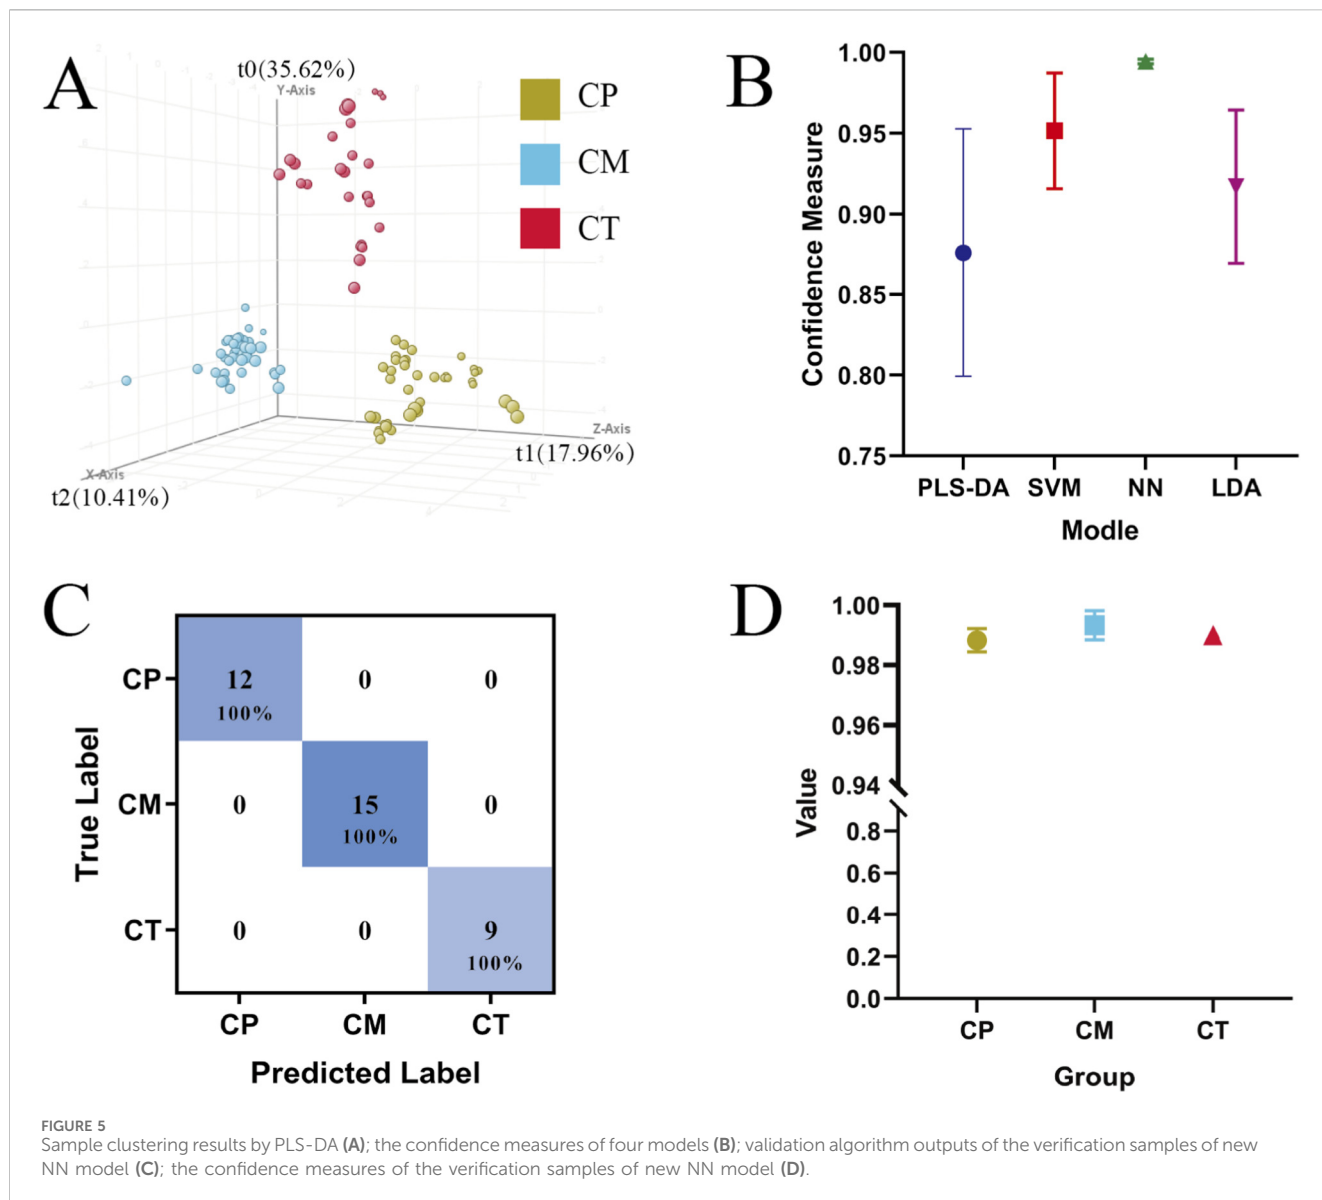 A
t0(35.62%)
Y-Axis
CP
CM
CT
Z-Axis
t1(17.96%)
X-Axis
t2(10.41%)
B
Confidence Measure
1.00
0.95
0.90
0.85
0.80
0.75
PLS-DA SVM NN LDA
Modle
C
True Label
CP 12 0 0
100%
CM 0 15 0
100%
CT 0 0 9
100%
CP CM CT
Predicted Label
D
Value
1.00
0.98
0.96
0.94
0.8
0.6
0.4
0.2
0.0
CP CM CT
Group
FIGURE 5
Sample clustering results by PLS-DA (A); the confidence measures of four models (B); validation algorithm outputs of the verification samples of new
NN model (C); the confidence measures of the verification samples of new NN model (D).